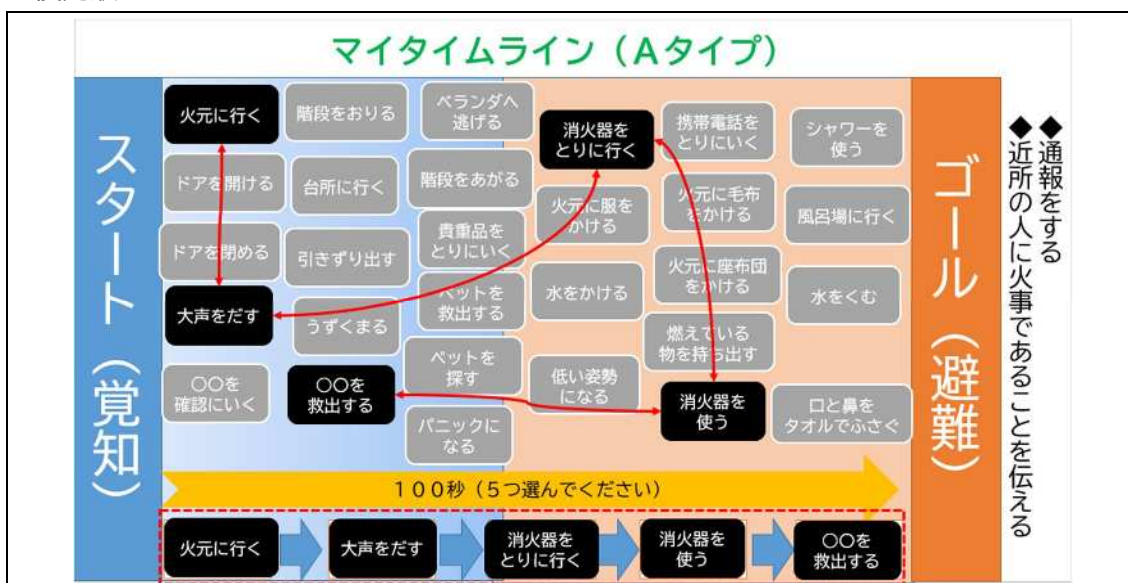 マイタイムライン（Aタイプ）
スタート（覚知）
火元に行く
階段をおりる
ベランダへ
逃げる
消火器を
とりに行く
携帯電話を
とりにいく
シャワーを
使う
ドアを開ける
台所に行く
階段をあがる
火元に服を
かける
火元に毛布
をかける
風呂場に行く
ドアを閉める
引きずり出す
貴重品を
とりにいく
火元に座布団
をかける
大声をだす
うずくまる
ペットを
救出する
水をかける
水をくむ
燃えている
物を持ち出す
〇〇を
確認にいく
〇〇を
救出する
ペットを
探す
低い姿勢
になる
消火器を
使う
口と鼻を
タオルでふさぐ
パニックに
なる
ゴール（避難）
◆通報をする
◆近所の人に火事であることを伝える
１００秒（５つ選んでください）
火元に行く
大声をだす
消火器を
とりに行く
消火器を
使う
〇〇を
救出する